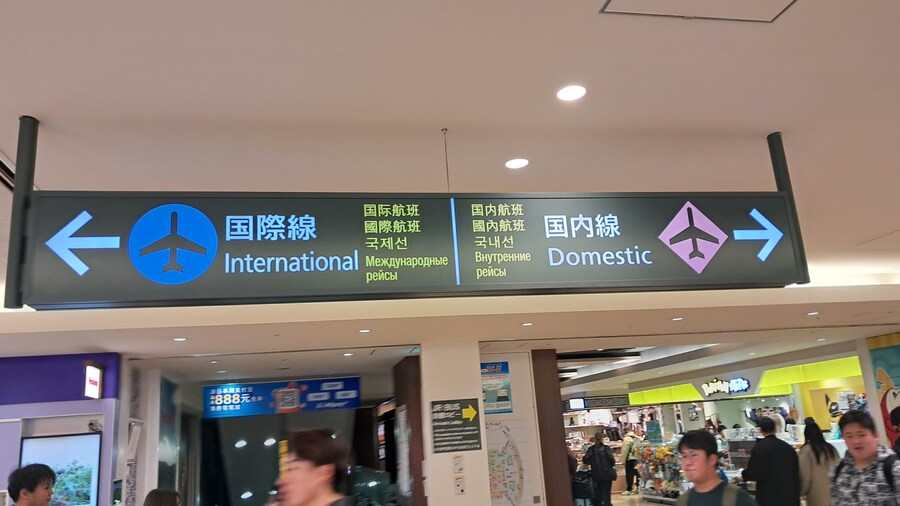 国際線
International
国际航班
國際航班
국제선
Международные
рейсы
国内航班
國內航班
국내선
Внутренние
рейсы
国内線
Domestic
888元
BUS